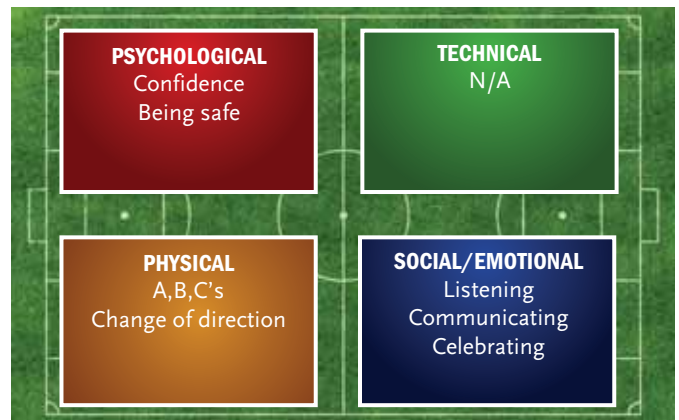 PSYCHOLOGICAL
Confidence
Being safe
TECHNICAL
N/A
PHYSICAL
A,B,C's
Change of direction
SOCIAL/EMOTIONAL
Listening
Communicating
Celebrating